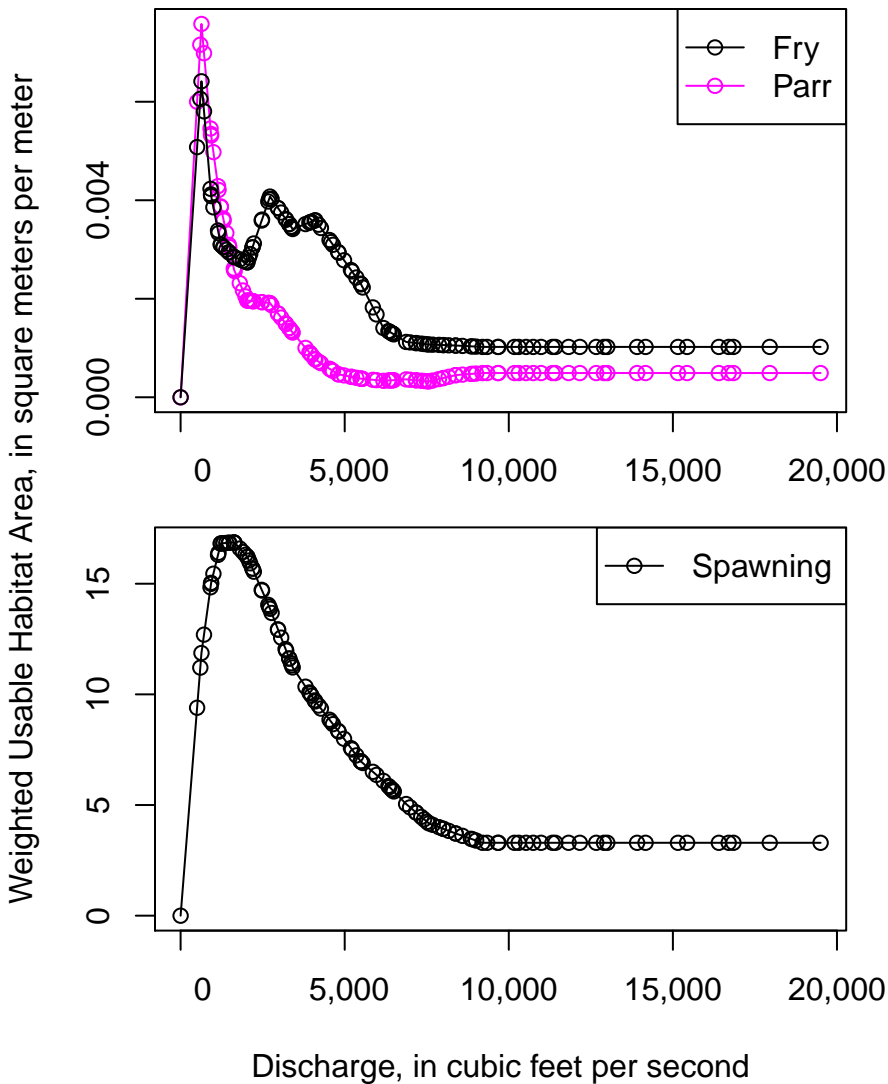 Weighted Usable Habitat Area, in square meters per meter
Fry
Parr
0.004
0.000
0 5,000 10,000 15,000 20,000
Spawning
15
10
5
0
0 5,000 10,000 15,000 20,000
Discharge, in cubic feet per second